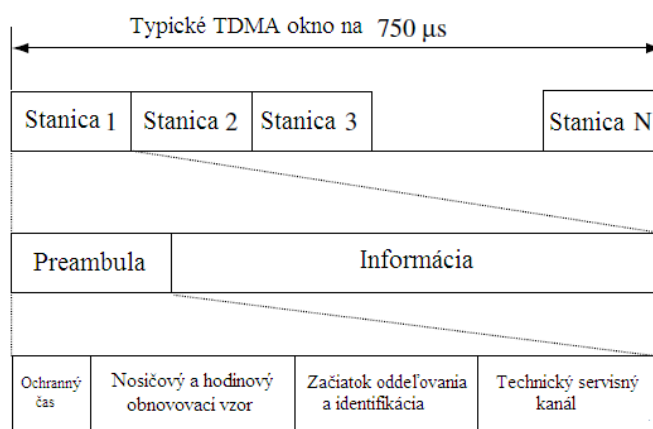 Typické TDMA okno na 750 μs
Stanica 1 Stanica 2 Stanica 3 Stanica N
Preambula Informácia
Ochranný
čas
Nosičový a hodinový
obnovovací vzor
Začiatok oddeľovania
a identifikácia
Technický servisný
kanál